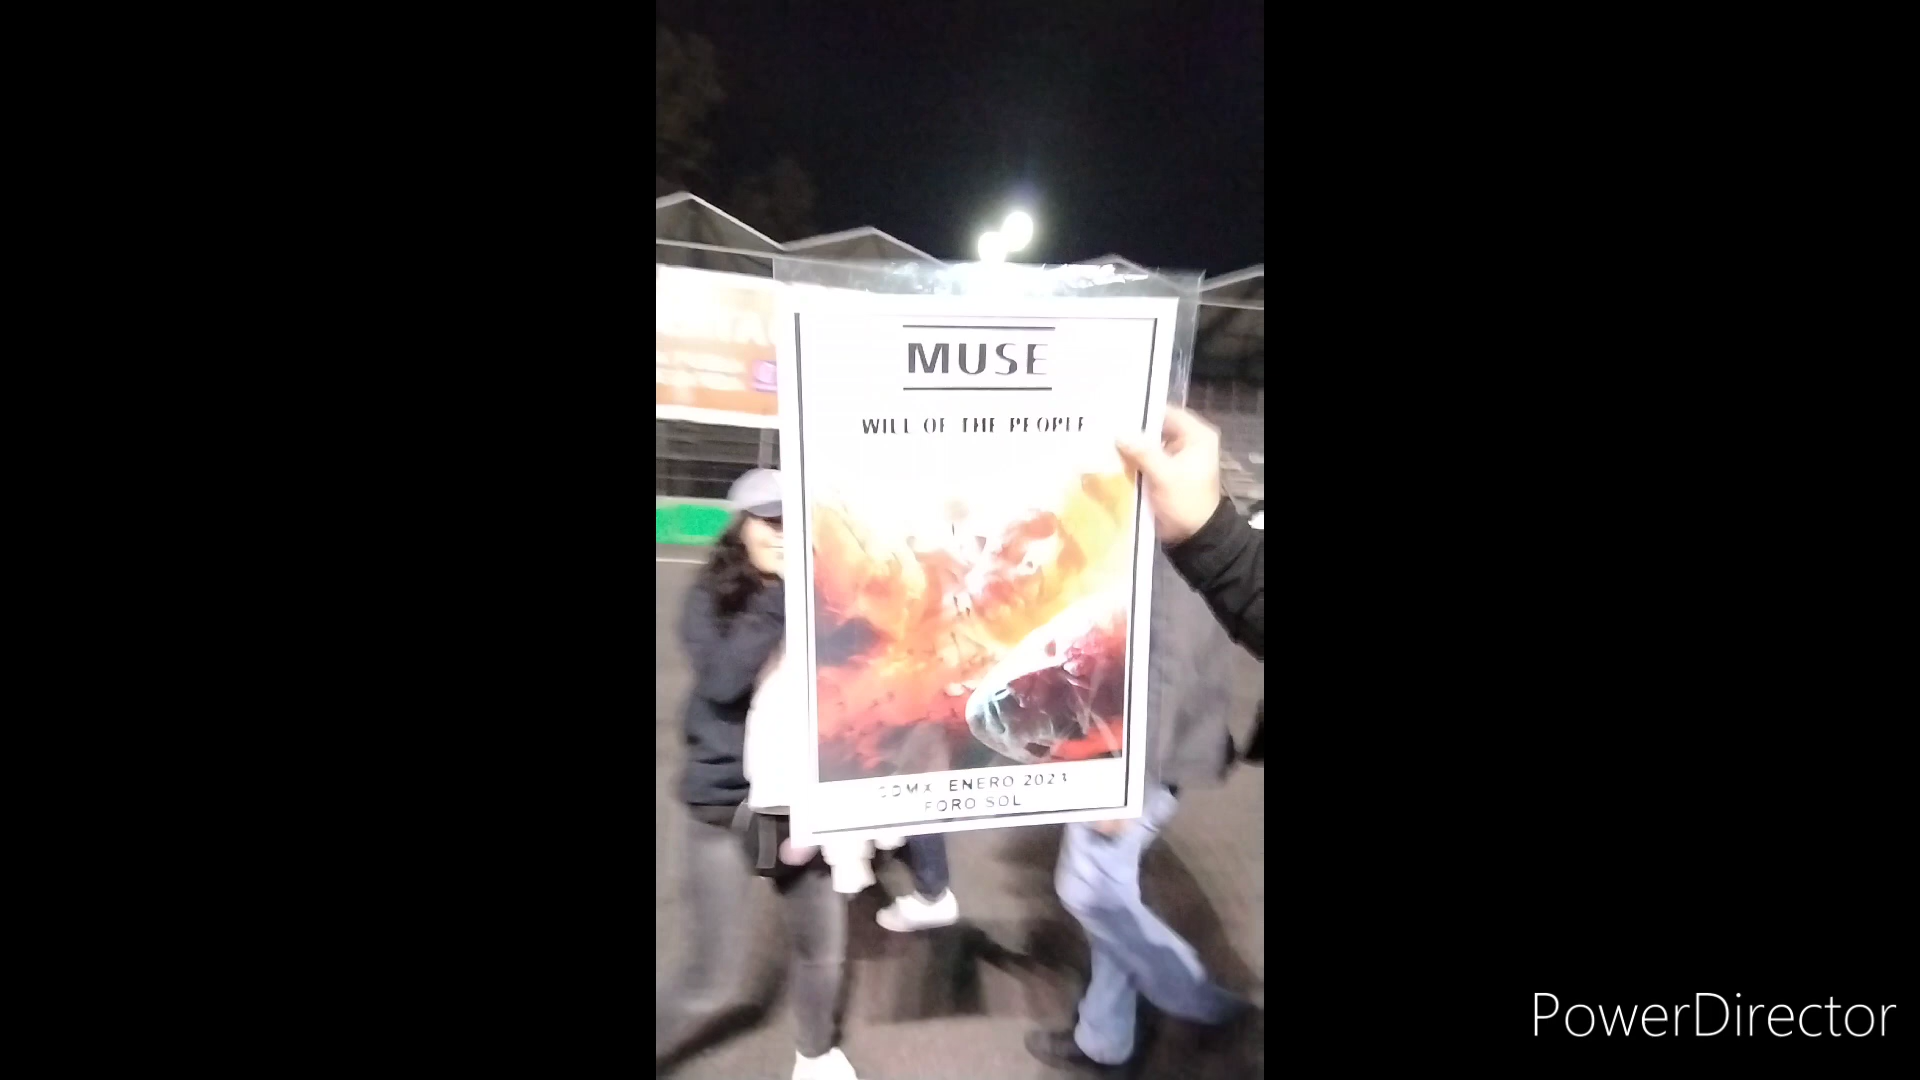 MUSE
WILL OF THE PEOPLE
CDMX ENERO 2023
FORO SOL
PowerDirector